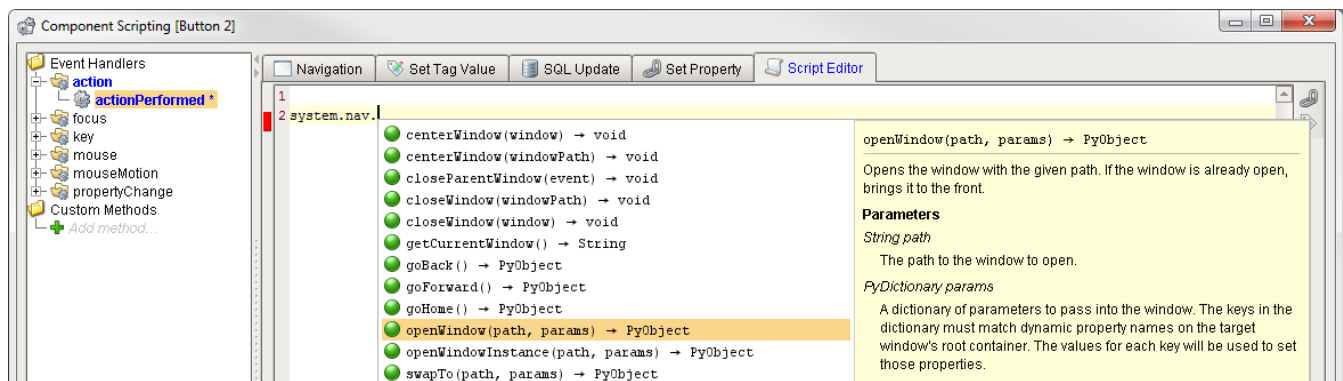 Component Scripting [Button 2]
Event Handlers
action
actionPerformed *
focus
key
mouse
mouseMotion
propertyChange
Custom Methods
Add method...
Navigation
Set Tag Value
SQL Update
Set Property
Script Editor
1
2 system.nav.
centerWindow(window) → void
centerWindow(windowPath) → void
closeParentWindow(event) → void
closeWindow(windowPath) → void
closeWindow(window) → void
getCurrentWindow() → String
goBack() → PyObject
goForward() → PyObject
goHome() → PyObject
openWindow(path, params) → PyObject
openWindowInstance(path, params) → PyObject
swapTo(path, params) → PyObject
openWindow(path, params) → PyObject
Opens the window with the given path. If the window is already open,
brings it to the front.
Parameters
String path
The path to the window to open.
PyDictionary params
A dictionary of parameters to pass into the window. The keys in the
dictionary must match dynamic property names on the target
window's root container. The values for each key will be used to set
those properties.